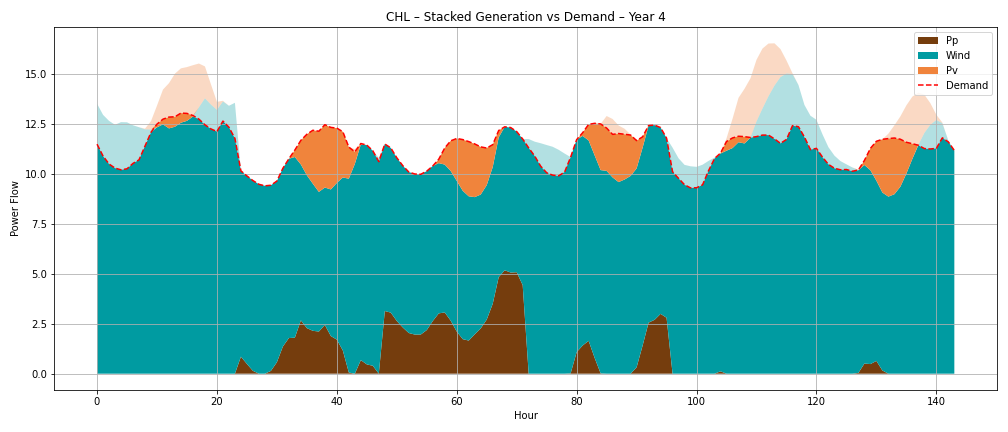 CHL – Stacked Generation vs Demand – Year 4
Pp
Wind
Pv
Demand
15.0
12.5
10.0
7.5
5.0
2.5
0.0
Power Flow
0 20 40 60 80 100 120 140
Hour